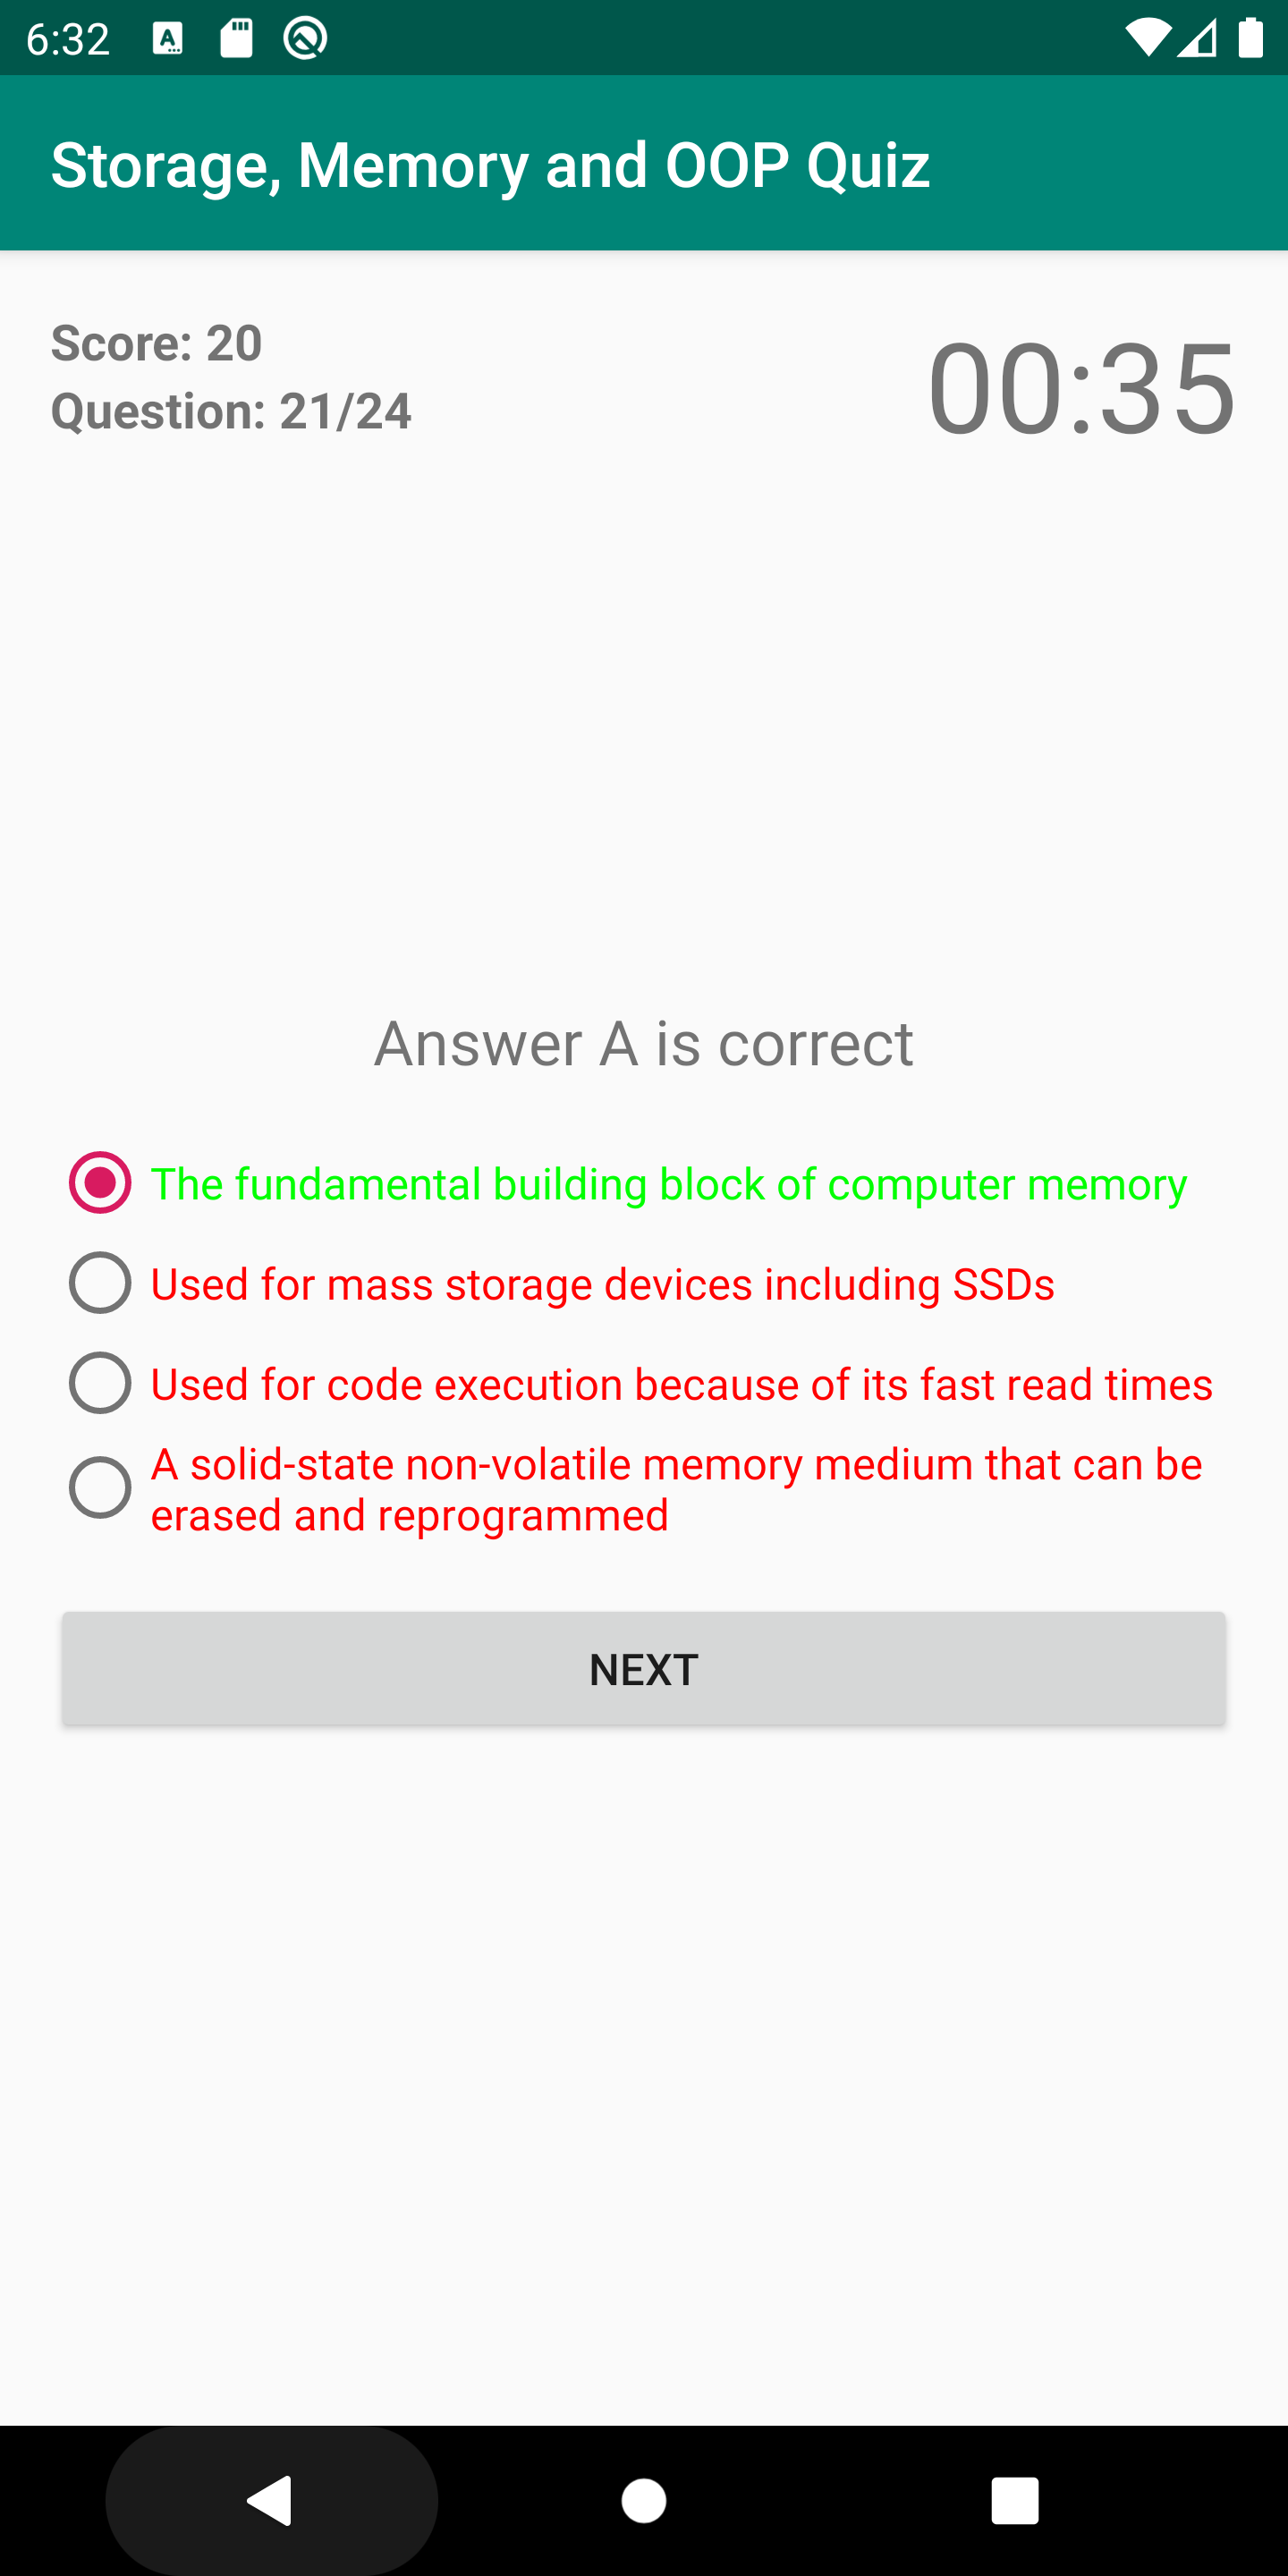 6:32
Storage, Memory and OOP Quiz
Score: 20
Question: 21/24
00:35
Answer A is correct
The fundamental building block of computer memory
Used for mass storage devices including SSDs
Used for code execution because of its fast read times
A solid-state non-volatile memory medium that can be
erased and reprogrammed
NEXT